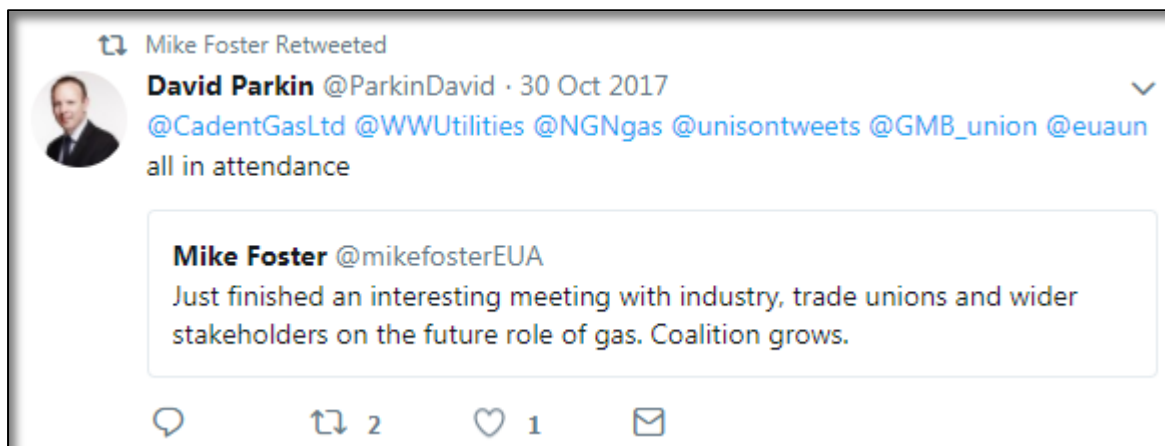 Mike Foster Retweeted
David Parkin @ParkinDavid · 30 Oct 2017
@CadentGasLtd @WWUtilities @NGNgas @unisontweets @GMB_union @euaun
all in attendance
Mike Foster @mikefosterEUA
Just finished an interesting meeting with industry, trade unions and wider
stakeholders on the future role of gas. Coalition grows.
2 1